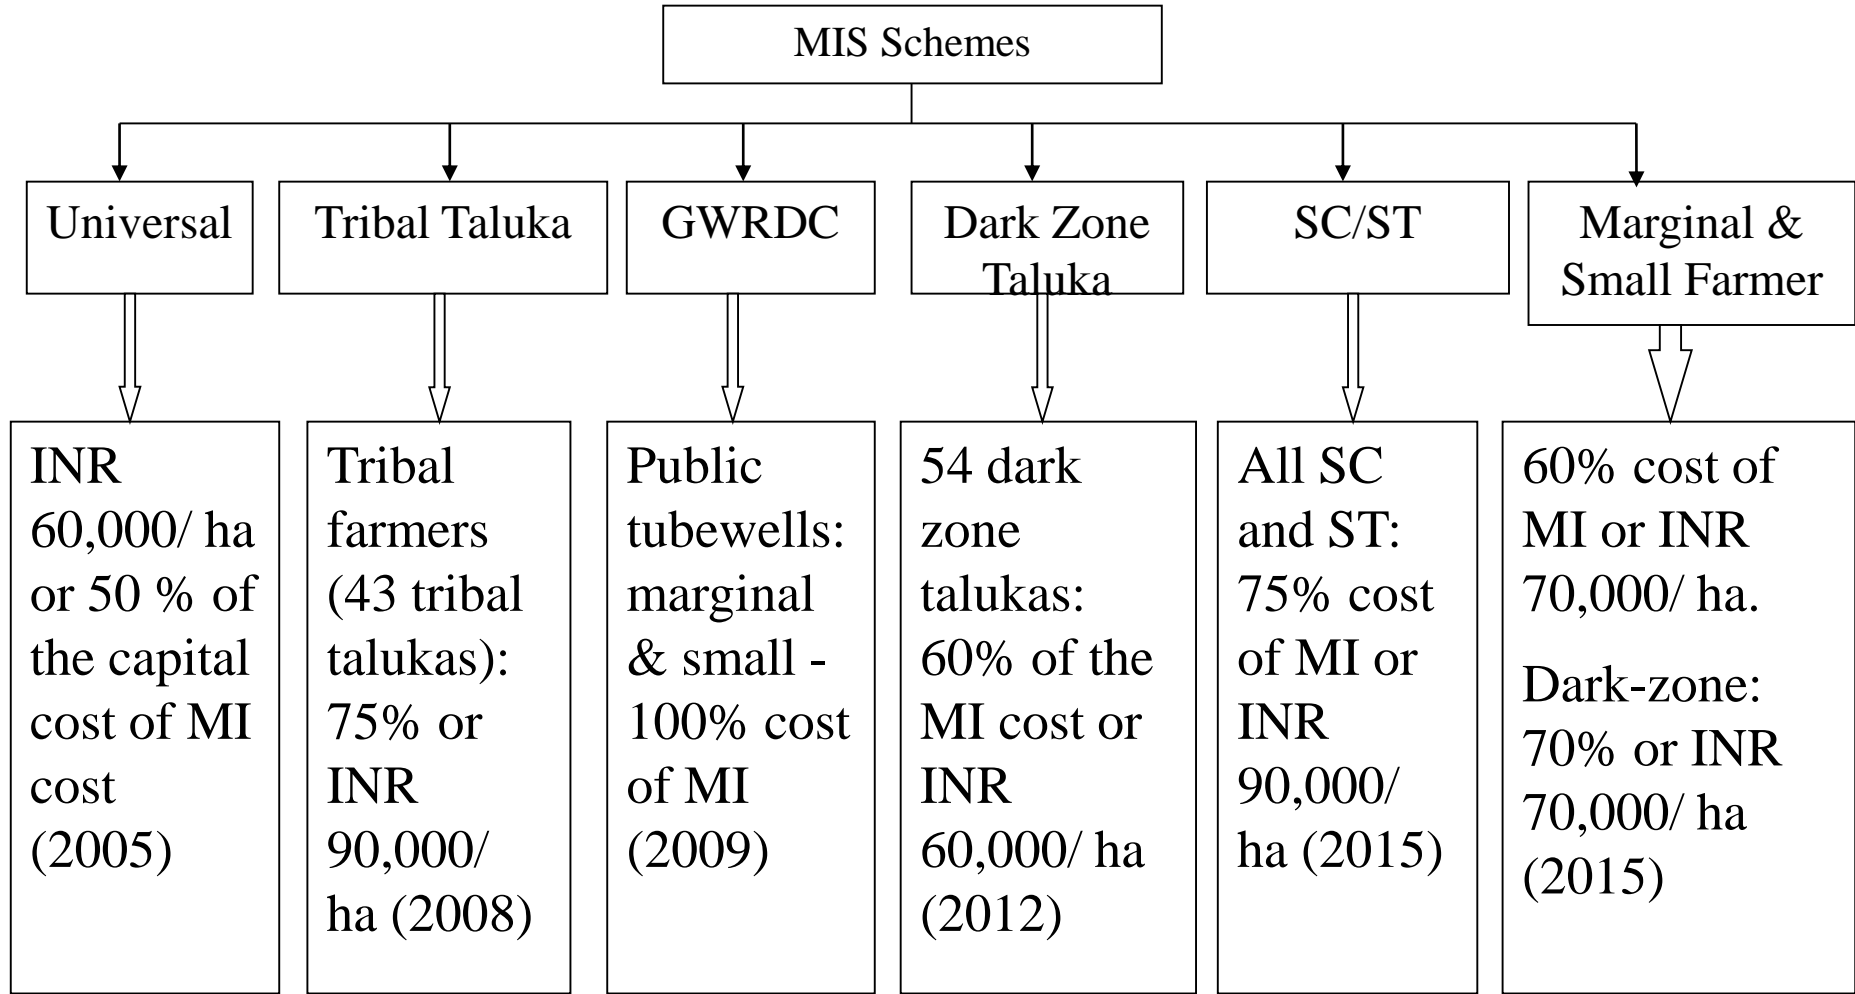 MIS Schemes
Universal
Tribal Taluka
GWRDC
Dark Zone
Taluka
SC/ST
Marginal &
Small Farmer
INR
60,000/ ha
or 50 % of
the capital
cost of MI
cost
(2005)
Tribal
farmers
(43 tribal
talukas):
75% or
INR
90,000/
ha (2008)
Public
tubewells:
marginal
& small -
100% cost
of MI
(2009)
54 dark
zone
talukas:
60% of the
MI cost or
INR
60,000/ ha
(2012)
All SC
and ST:
75% cost
of MI or
INR
90,000/
ha (2015)
60% cost of
MI or INR
70,000/ ha.
Dark-zone:
70% or INR
70,000/ ha
(2015)